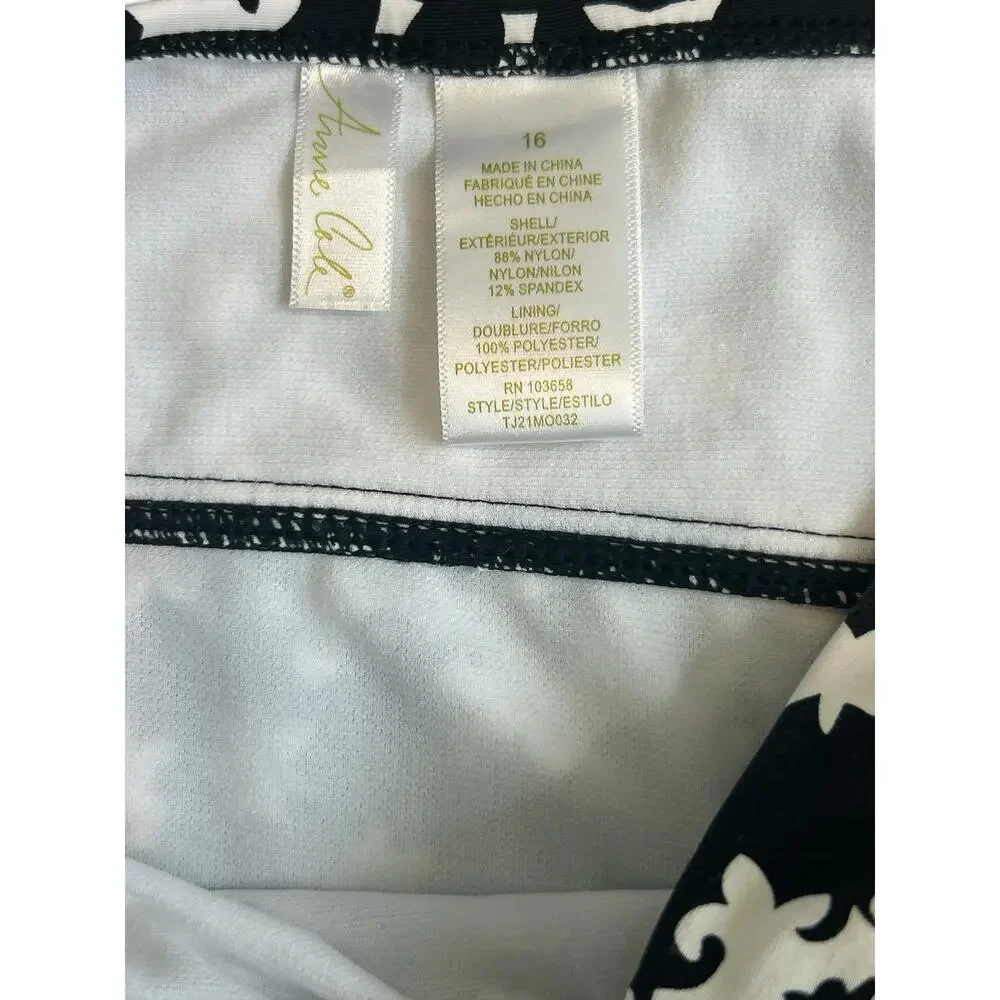 Anne Cole®
16
MADE IN CHINA
FABRIQUÉ EN CHINE
HECHO EN CHINA
SHELL/
EXTÉRIEUR/EXTERIOR
88% NYLON/
NYLON/NILON
12% SPANDEX
LINING/
DOUBLURE/FORRO
100% POLYESTER/
POLYESTER/POLIESTER
RN 103658
STYLE/STYLE/ESTILO
TJ21MO032